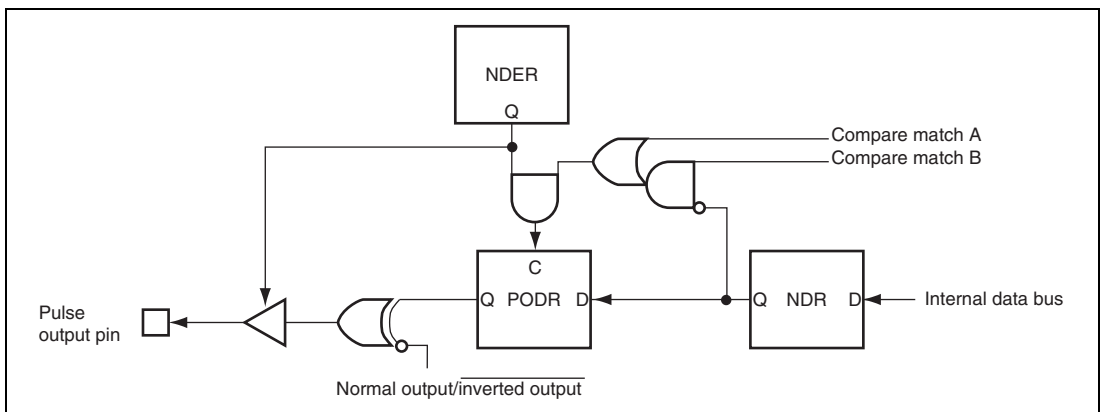 NDER
Q
Compare match A
Compare match B
C
Q PODR D
Q NDR D
Internal data bus
Pulse
output pin
Normal output/inverted output